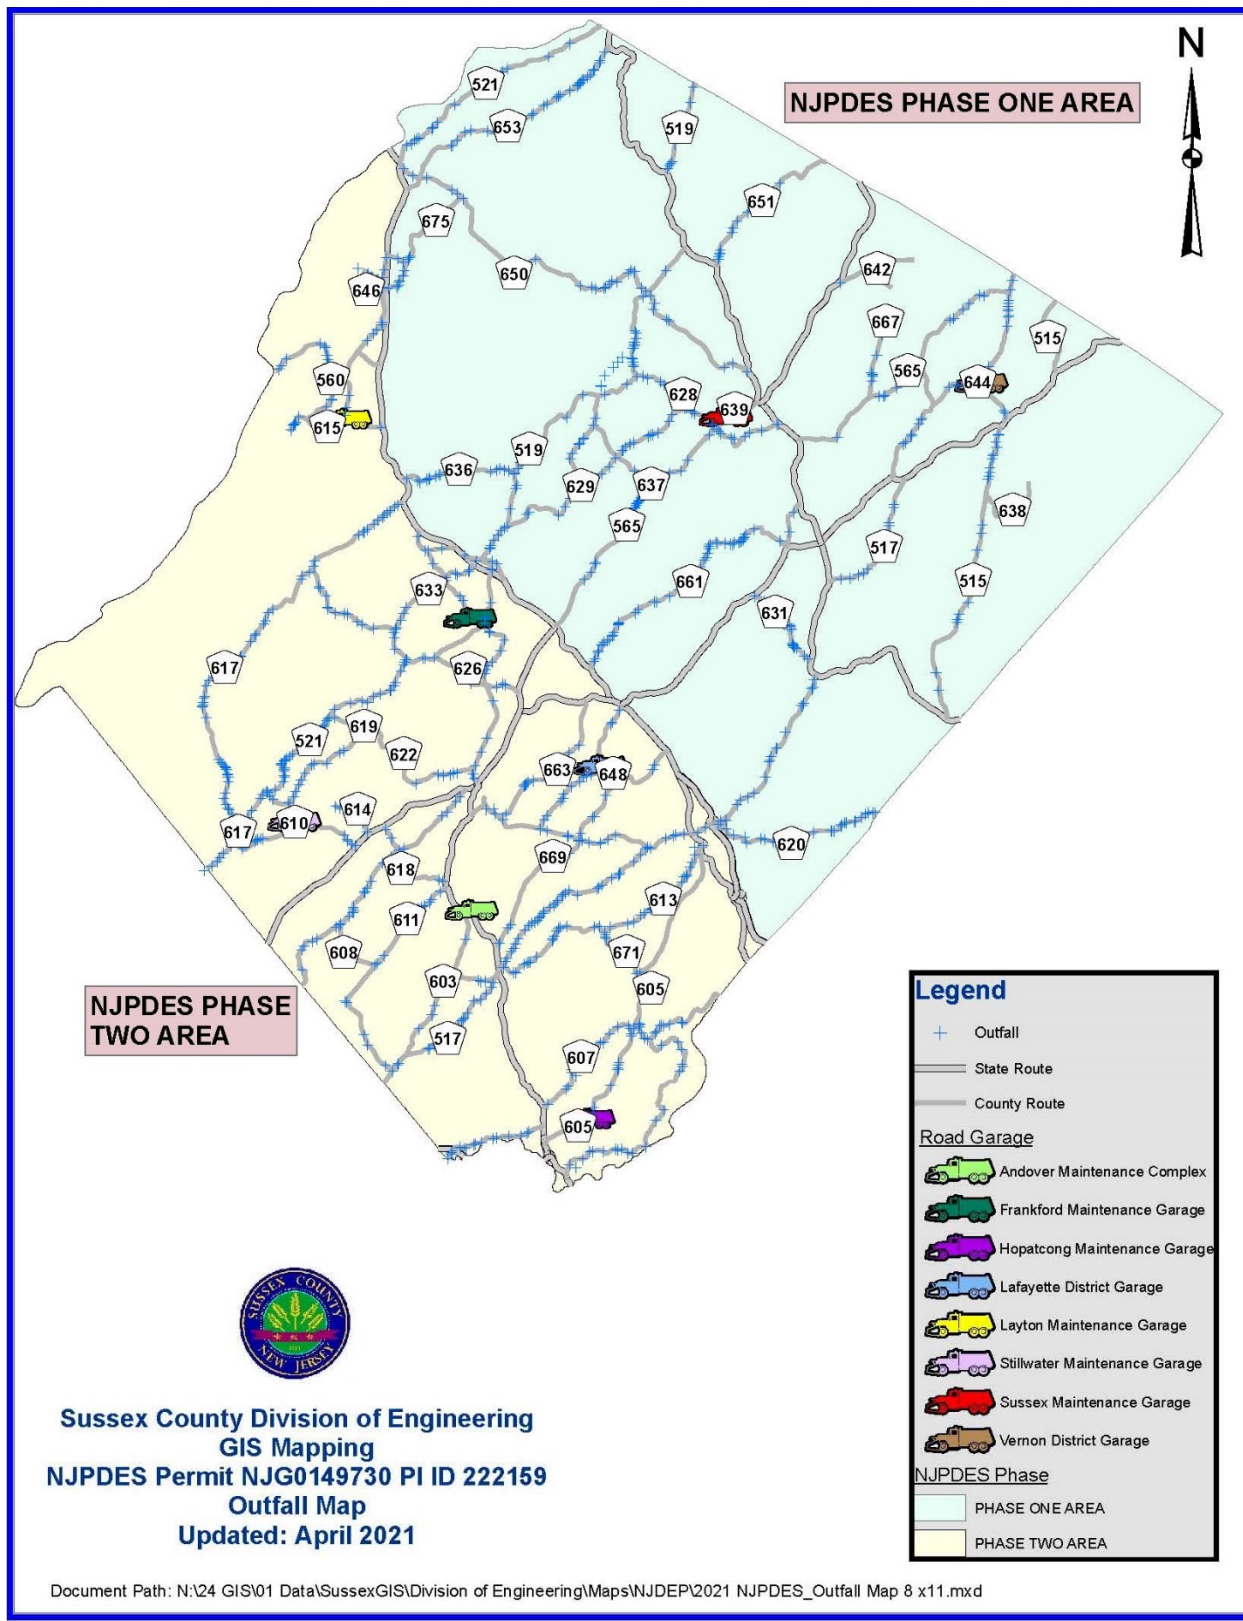 N
NJPDES PHASE ONE AREA
521
653
519
651
675
650
642
646
667
515
560
565
644
628
639
615
519
636
629
637
565
638
517
515
661
633
631
617
626
619
521
622
663
648
614
610
617
620
669
618
613
611
608
671
603
605
NJPDES PHASE
TWO AREA
517
607
605
Legend
Outfall
State Route
County Route
Road Garage
Andover Maintenance Complex
Frankford Maintenance Garage
Hopatcong Maintenance Garage
Lafayette District Garage
Layton Maintenance Garage
Stillwater Maintenance Garage
Sussex Maintenance Garage
Vernon District Garage
NJPDES Phase
PHASE ONE AREA
PHASE TWO AREA
SUSSEX COUNTY
NEW JERSEY
Sussex County Division of Engineering
GIS Mapping
NJPDES Permit NJG0149730 PI ID 222159
Outfall Map
Updated: April 2021
Document Path: N:\24 GIS\01 Data\SussexGIS\Division of Engineering\Maps\NJDEP\2021 NJPDES_Outfall Map 8 x11.mxd